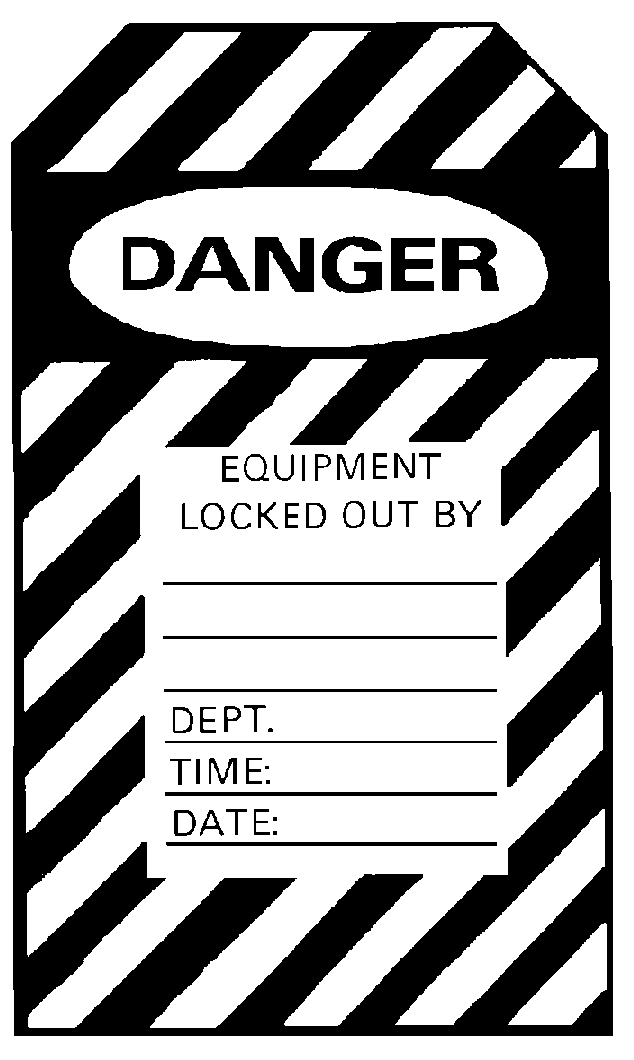 DANGER
EQUIPMENT
LOCKED OUT BY
DEPT.
TIME:
DATE: